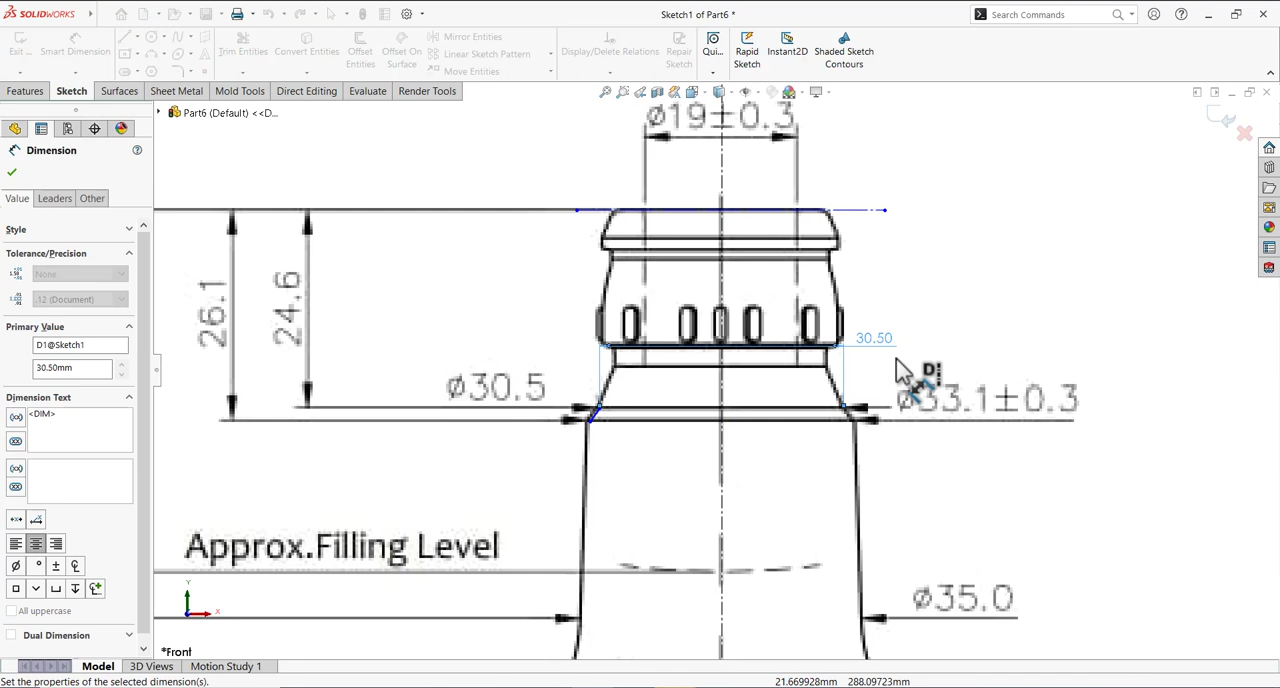 SOLIDWORKS
Sketch1 of Part6 *
Search Commands
Exit ...
Smart Dimension
Trim Entities
Convert Entities
Offset Entities
Offset On Surface
Mirror Entities
Linear Sketch Pattern
Move Entities
Display/Delete Relations
Repair Sketch
Qui...
Rapid Sketch
Instant2D
Shaded Sketch Contours
Features
Sketch
Surfaces
Sheet Metal
Mold Tools
Direct Editing
Evaluate
Render Tools
Part6 (Default) <<D...
Dimension
Value
Leaders
Other
Style
Tolerance/Precision
None
.12 (Document)
Primary Value
D1@Sketch1
30.50mm
Dimension Text
<DIM>
All uppercase
Dual Dimension
ø19±0.3
26.1
24.6
30.50
ø30.5
ø33.1±0.3
Approx.Filling Level
ø35.0
Y
X
*Front
Model
3D Views
Motion Study 1
Set the properties of the selected dimension(s).
21.669928mm
288.09723mm